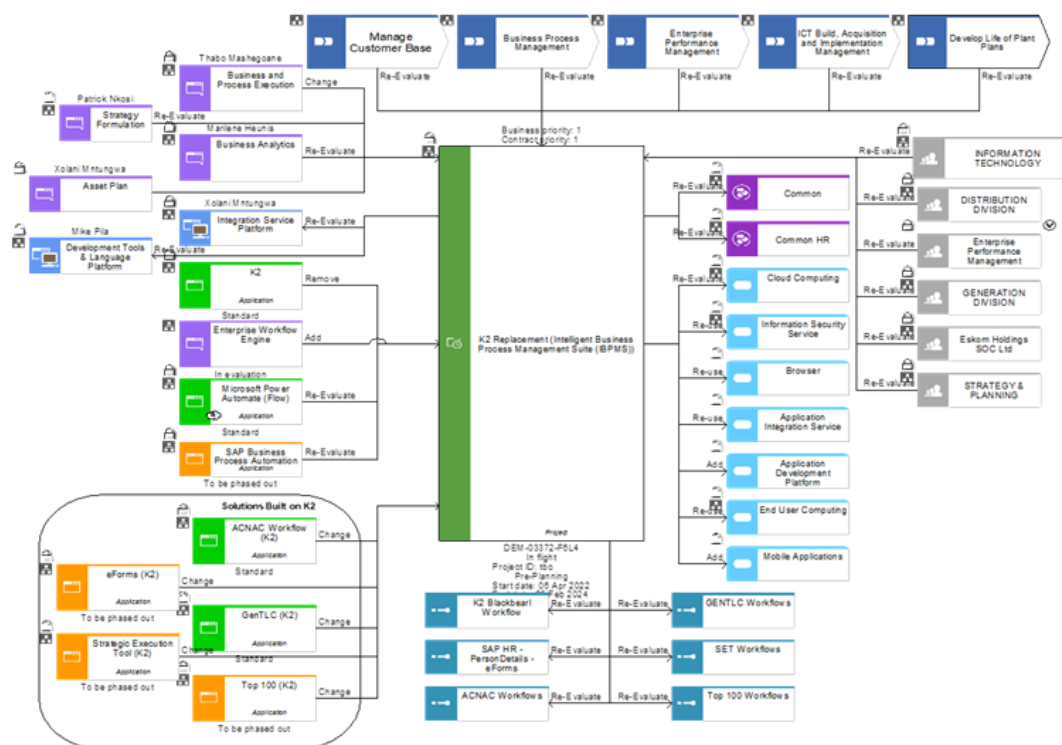 Manage
Customer Base
Business Process
Management
Enterprise
Performance
Management
ICT Build, Acquisition
and Implementation
Management
Develop Life of Plant
Plans
Re-Evaluate
Re-Evaluate
Re-Evaluate
Re-Evaluate
Re-Evaluate
Thabo Mashegoane
Business and
Process Execution
Change
Patrick Nkosi
Strategy
Formulation
Re-Evaluate
Marlene Heunis
Business Analytics
Re-Evaluate
Xolani Mntungwa
Asset Plan
Xolani Mntungwa
Integration Service
Platform
Re-Evaluate
Mike Pila
Development Tools
& Language
Platform
Re-Evaluate
K2
Application
Remove
Standard
Enterprise Workflow
Engine
Add
In evaluation
Microsoft Power
Automate (Flow)
Application
Re-Evaluate
Standard
SAP Business
Process Automation
Application
Re-Evaluate
To be phased out
Solutions Built on K2
ACNAC Workflow
(K2)
Application
Change
Standard
eForms (K2)
Application
Change
To be phased out
GenTLC (K2)
Application
Change
Standard
Strategic Execution
Tool (K2)
Application
Change
To be phased out
Top 100 (K2)
Application
Change
To be phased out
Business priority: 1
Contract priority: 1
K2 Replacement (Intelligent Business
Process Management Suite (iBPMS))
Project
DEM-03372-F6L4
In flight
Project ID: tbc
Pre-Planning
Start date: 06 Apr 2022
Feb 2024
Re-Evaluate
Common
Re-Evaluate
Common HR
Re-Evaluate
Cloud Computing
Re-use
Information Security
Service
Re-use
Browser
Re-use
Application
Integration Service
Add
Application
Development
Platform
Re-use
End User Computing
Add
Mobile Applications
Re-Evaluate
INFORMATION
TECHNOLOGY
Re-Evaluate
DISTRIBUTION
DIVISION
Re-Evaluate
Enterprise
Performance
Management
Re-Evaluate
GENERATION
DIVISION
Re-Evaluate
Eskom Holdings
SOC Ltd
Re-Evaluate
STRATEGY &
PLANNING
K2 Blackbearl
Workflow
Re-Evaluate
Re-Evaluate
GENTLC Workflows
SAP HR -
PersonDetails -
eForms
Re-Evaluate
Re-Evaluate
SET Workflows
ACNAC Workflows
Re-Evaluate
Re-Evaluate
Top 100 Workflows